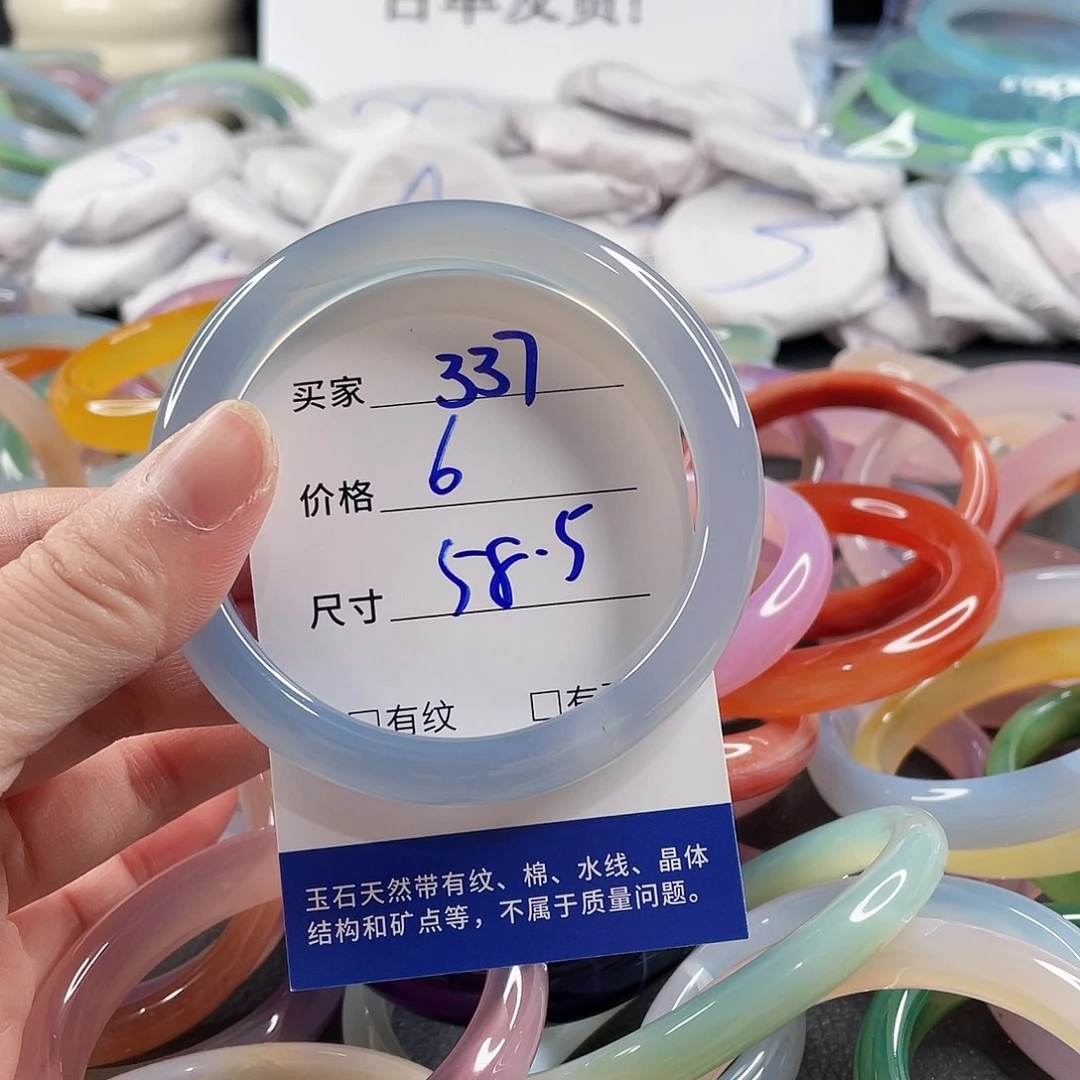 买家 337
价格 6
尺寸 58.5
□有纹 □有
玉石天然带有纹、棉、水线、晶体
结构和矿点等，不属于质量问题。